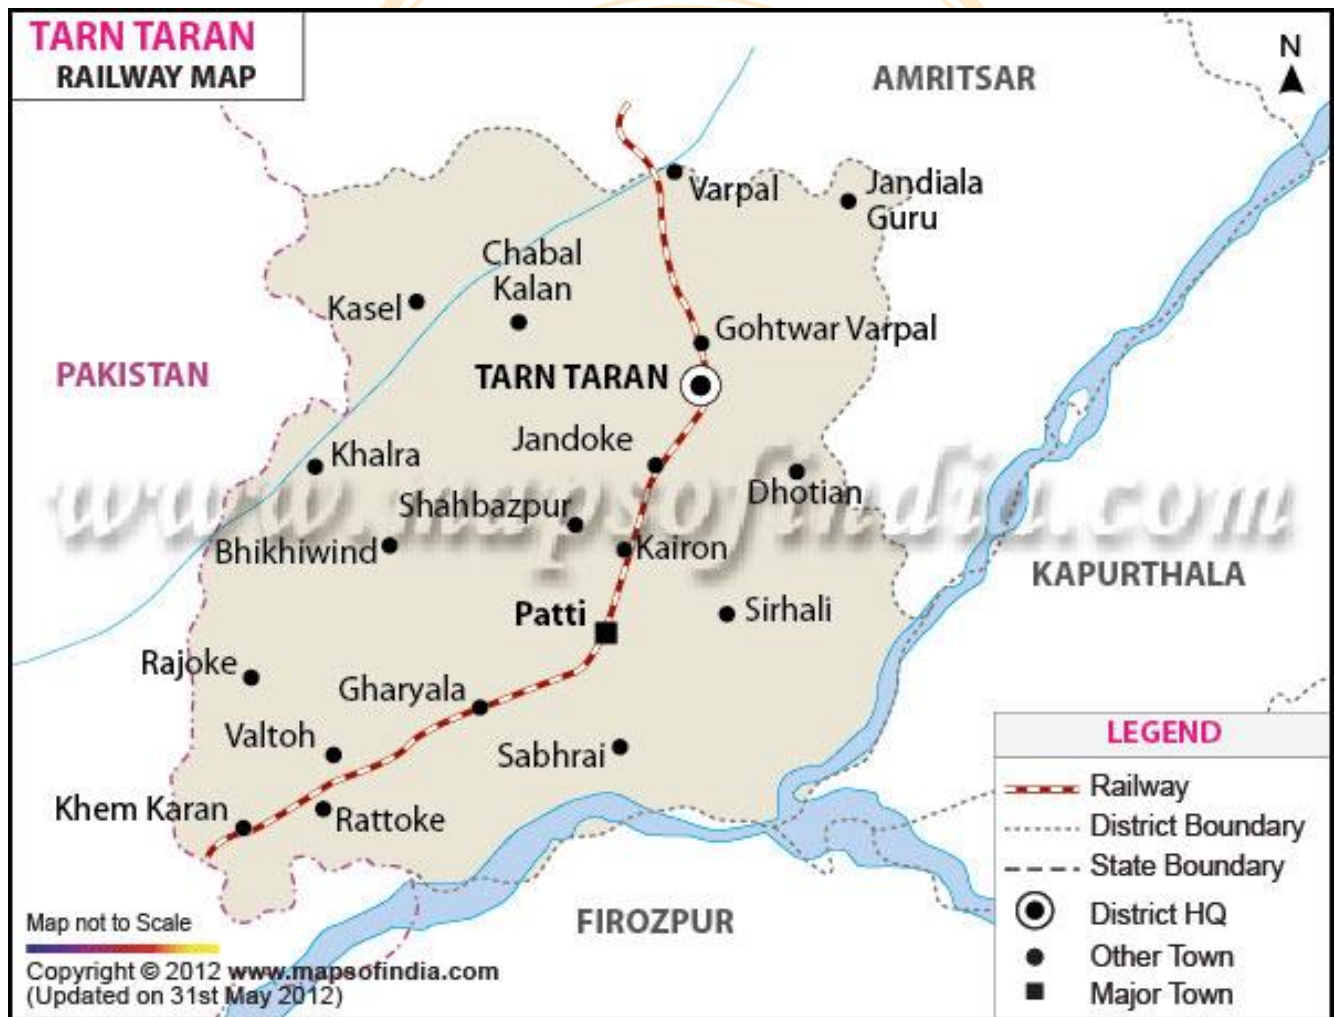 TARN TARAN
RAILWAY MAP
N
AMRITSAR
Varpal
Jandiala
Guru
Chabal
Kalan
Kasel
Gohtwar Varpal
PAKISTAN
TARN TARAN
Jandoke
Khalra
Dhotian
www.mapsofindia.com
Shahbazpur
Bhikhiwind
Kairon
KAPURTHALA
Patti
Sirhali
Rajoke
Gharyala
Valtoh
Sabhrai
Khem Karan
Rattoke
FIROZPUR
LEGEND
Railway
District Boundary
State Boundary
District HQ
Other Town
Major Town
Map not to Scale
Copyright © 2012 www.mapsofindia.com
(Updated on 31st May 2012)